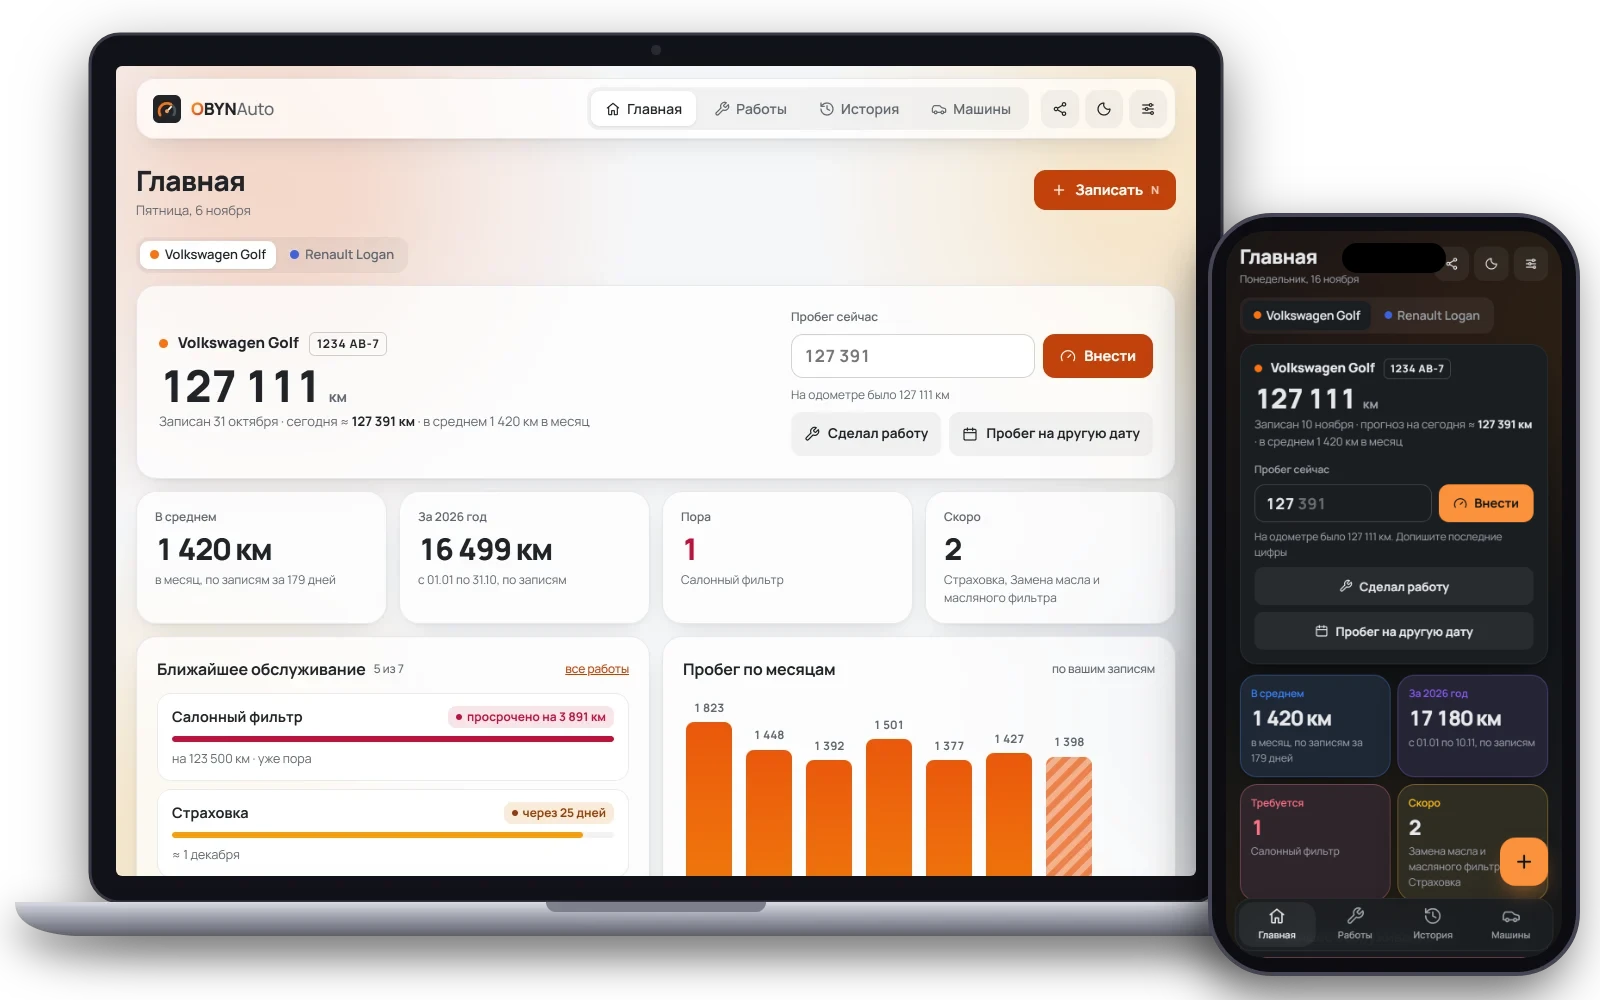 OBYNAuto
Главная
Работы
История
Машины
Главная
Пятница, 6 ноября
Записать N
Volkswagen Golf
Renault Logan
Volkswagen Golf 1234 AB-7
127 111 км
Записан 31 октября · сегодня ≈ 127 391 км · в среднем 1 420 км в месяц
Пробег сейчас
127 391
Внести
На одометре было 127 111 км
Сделал работу
Пробег на другую дату
В среднем
1 420 км
в месяц, по записям за 179 дней
За 2026 год
16 499 км
с 01.01 по 31.10, по записям
Пора
1
Салонный фильтр
Скоро
2
Страховка, Замена масла и
масляного фильтра
Ближайшее обслуживание 5 из 7
все работы
Салонный фильтр
просрочено на 3 891 км
на 123 500 км · уже пора
Страховка
через 25 дней
≈ 1 декабря
Пробег по месяцам
по вашим записям
1 823
1 448
1 392
1 501
1 377
1 427
1 398
Главная
Понедельник, 16 ноября
Volkswagen Golf
Renault Logan
Volkswagen Golf 1234 AB-7
127 111 км
Записан 10 ноября · прогноз на сегодня ≈ 127 391 км
· в среднем 1 420 км в месяц
Пробег сейчас
127 391
Внести
На одометре было 127 111 км. Допишите последние
цифры
Сделал работу
Пробег на другую дату
В среднем
1 420 км
в месяц, по записям за
179 дней
За 2026 год
17 180 км
с 01.01 по 10.11, по записям
Требуется
1
Салонный фильтр
Скоро
2
Замена масла и
масляного фильтр
Страховка
Главная
Работы
История
Машины